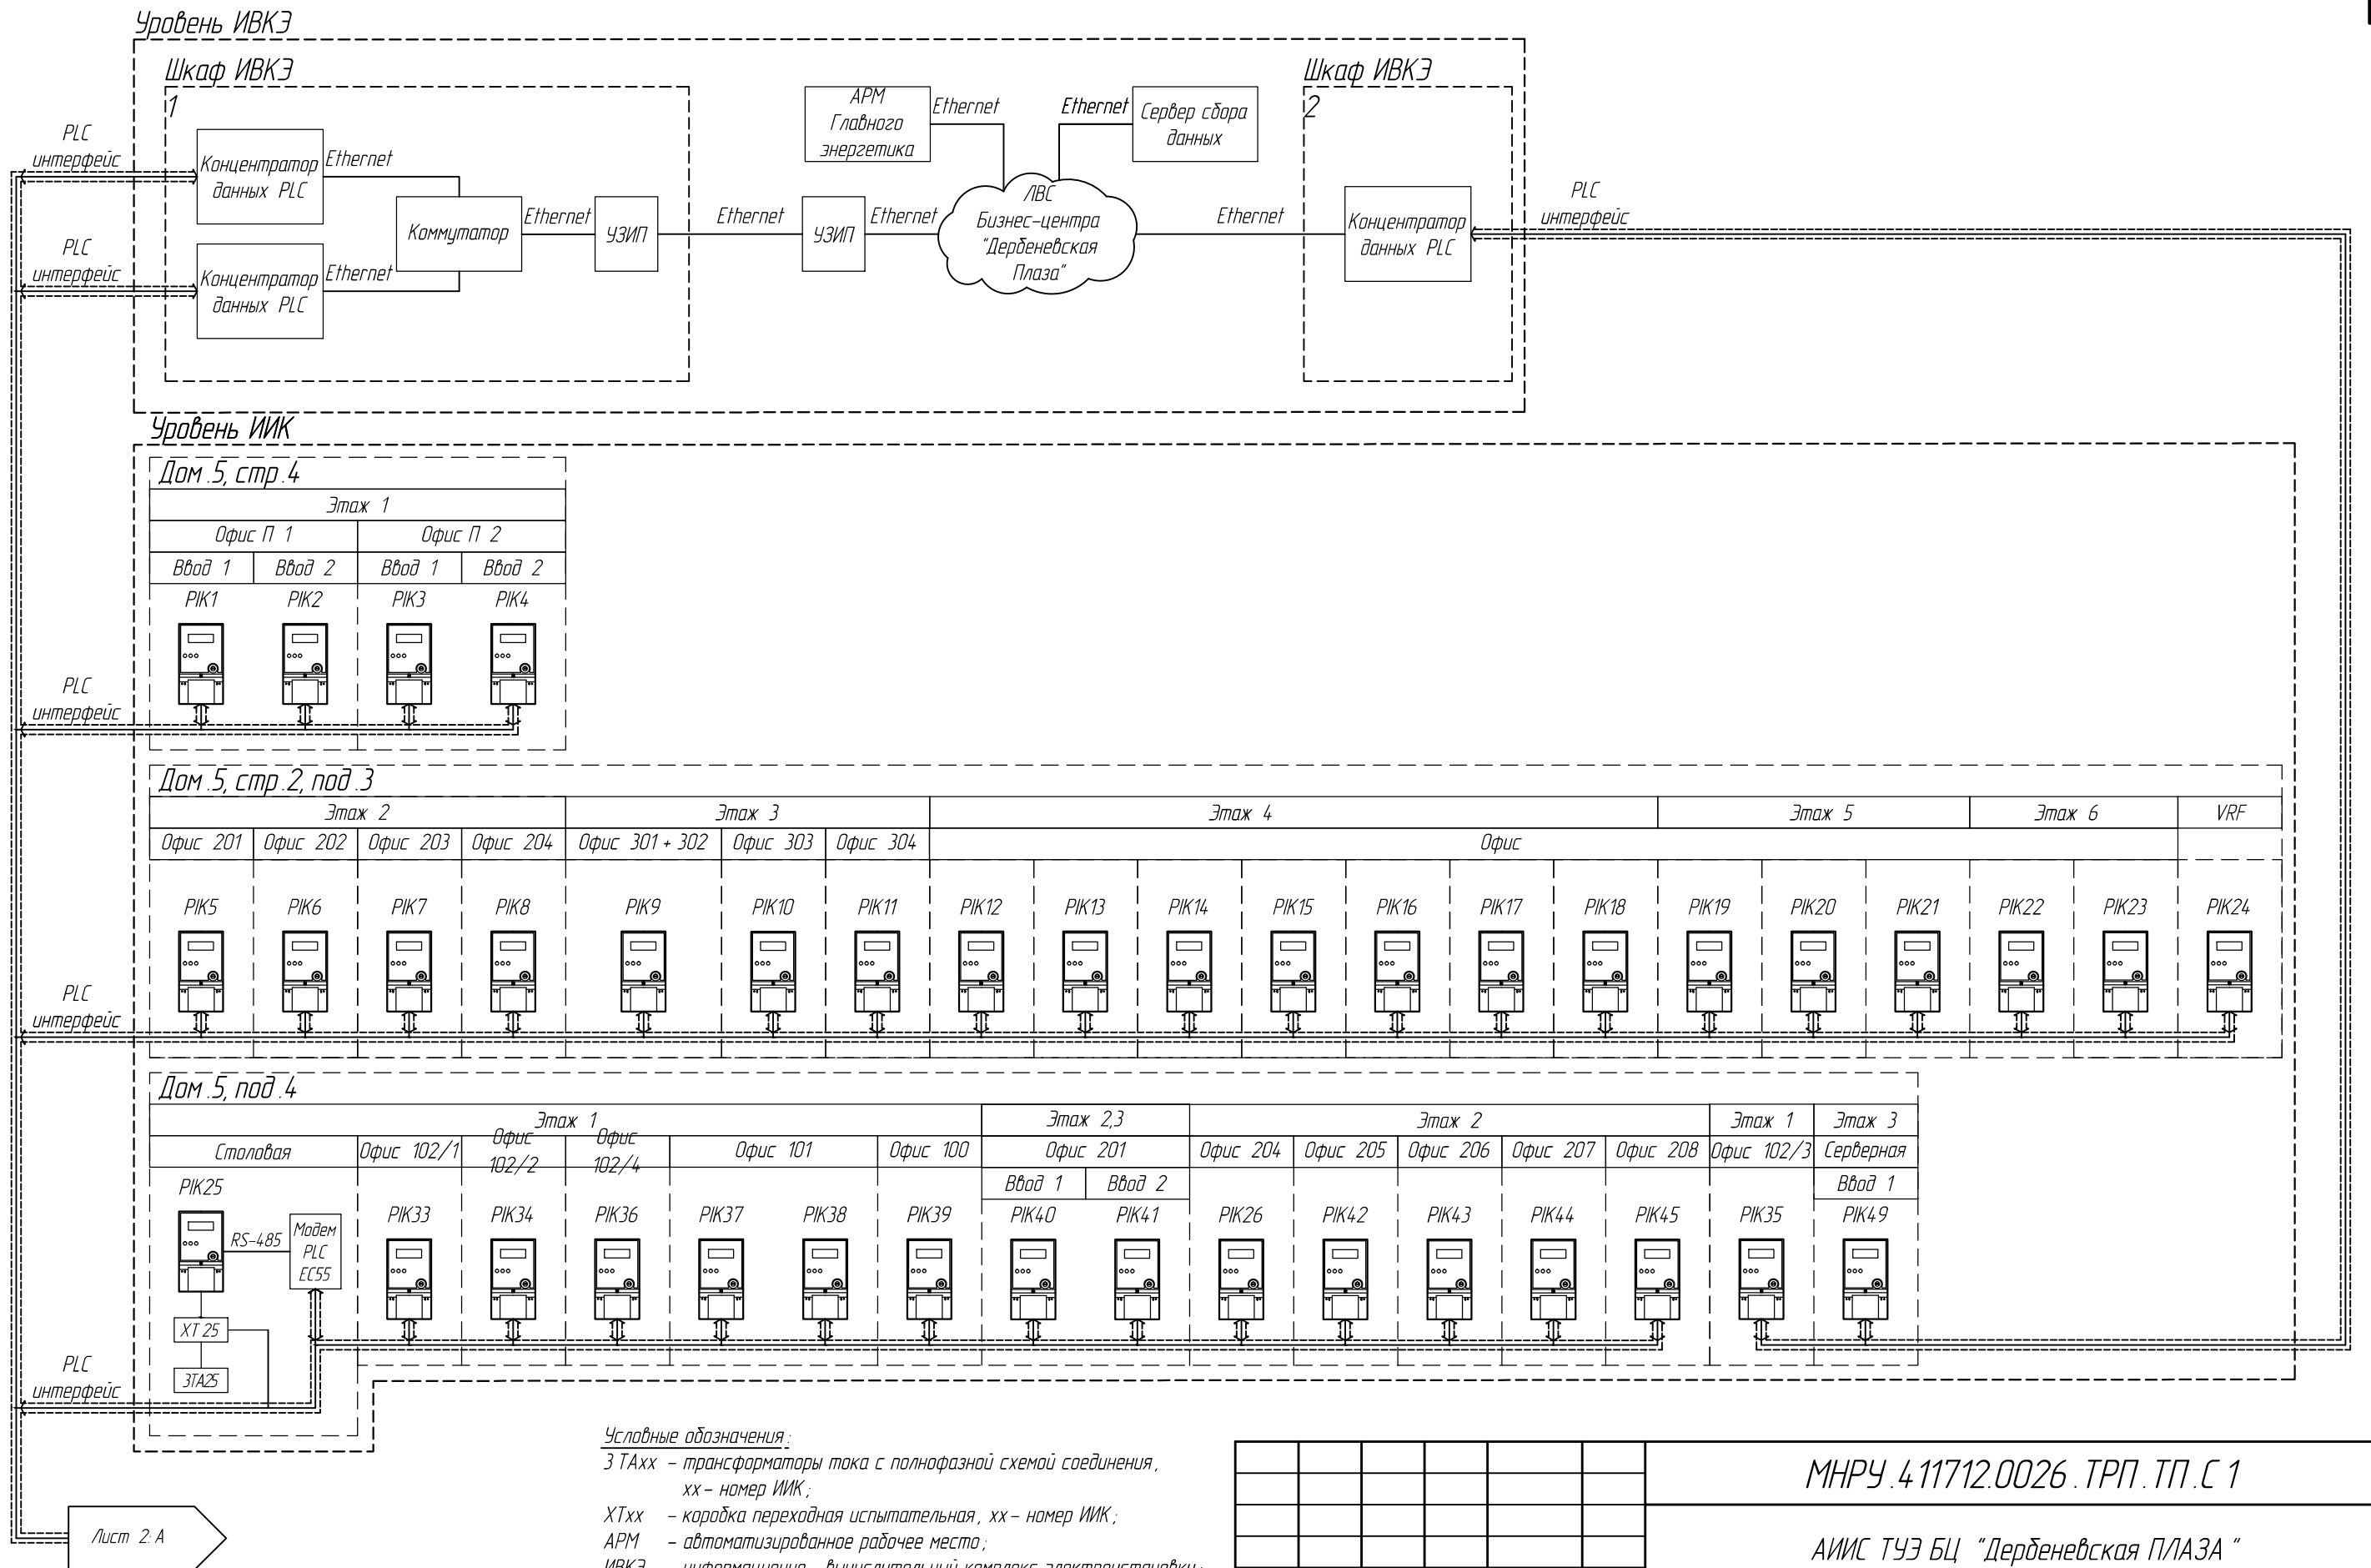 Уровень ИВКЭ
Шкаф ИВКЭ
1
PLC
интерфейс
Концентратор
данных PLC
Ethernet
PLC
интерфейс
Концентратор
данных PLC
Ethernet
Коммутатор
Ethernet
УЗИП
Ethernet
УЗИП
Ethernet
АРМ
Главного
энергетика
Ethernet
Ethernet
Сервер сбора
данных
ЛВС
Бизнес-центра
"Дербеневская
Плаза"
Ethernet
Шкаф ИВКЭ
2
Концентратор
данных PLC
PLC
интерфейс
Уровень ИИК
Дом.5, стр.4
Этаж 1
Офис П 1 Офис П 2
Ввод 1 Ввод 2 Ввод 1 Ввод 2
PIK1 PIK2 PIK3 PIK4
PLC
интерфейс
Дом.5, стр.2, под.3
Этаж 2 Этаж 3 Этаж 4 Этаж 5 Этаж 6 VRF
Офис 201 Офис 202 Офис 203 Офис 204 Офис 301 + 302 Офис 303 Офис 304 Офис
PIK5 PIK6 PIK7 PIK8 PIK9 PIK10 PIK11 PIK12 PIK13 PIK14 PIK15 PIK16 PIK17 PIK18 PIK19 PIK20 PIK21 PIK22 PIK23 PIK24
PLC
интерфейс
Дом.5, под.4
Этаж 1 Этаж 2,3 Этаж 2 Этаж 1 Этаж 3
Столовая Офис 102/1 Офис 102/2 Офис 102/4 Офис 101 Офис 100 Офис 201 Офис 204 Офис 205 Офис 206 Офис 207 Офис 208 Офис 102/3 Серверная
Ввод 1 Ввод 2 Ввод 1
PIK25 PIK33 PIK34 PIK36 PIK37 PIK38 PIK39 PIK40 PIK41 PIK26 PIK42 PIK43 PIK44 PIK45 PIK35 PIK49
RS-485
Модем
PLC
EC55
XT 25
3TA25
PLC
интерфейс
Лист 2: А
Условные обозначения:
3 ТАхх – трансформаторы тока с полнофазной схемой соединения,
хх – номер ИИК;
ХТхх – коробка переходная испытательная, хх – номер ИИК;
АРМ – автоматизированное рабочее место;
ИВКЭ – информационно – вычислительный комплекс электроустановки;
МНРУ.411712.0026.ТРП.ТП.С1
АИИС ТУЭ БЦ "Дербеневская ПЛАЗА"